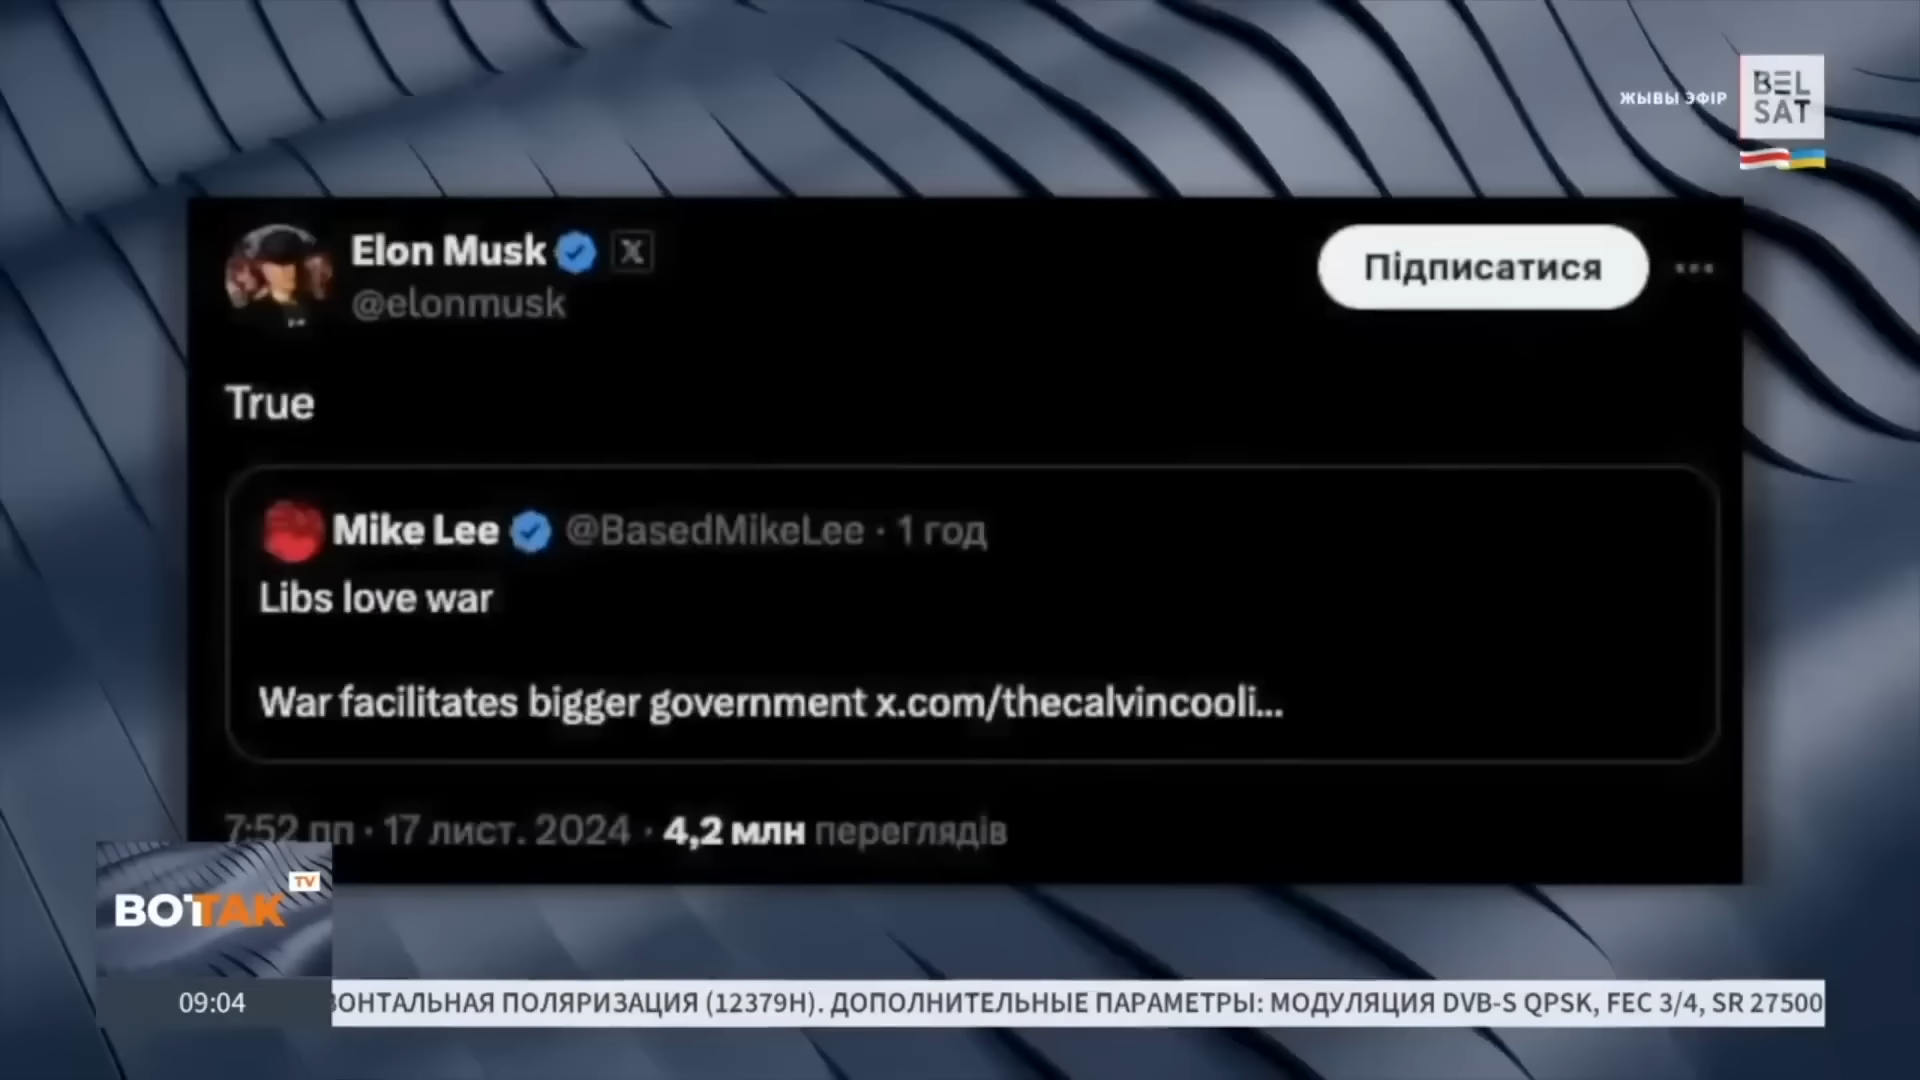 ЖЫВЫ ЭФІР
BEL
SAT
Elon Musk X
@elonmusk
Підписатися
True
Mike Lee @BasedMikeLee · 1 год
Libs love war
War facilitates bigger government x.com/thecalvincooli...
7:52 пп · 17 лист. 2024 · 4,2 млн переглядів
ВОТТАК TV
09:04
ЗОНТАЛЬНАЯ ПОЛЯРИЗАЦИЯ (12379H). ДОПОЛНИТЕЛЬНЫЕ ПАРАМЕТРЫ: МОДУЛЯЦИЯ DVB-S QPSK, FEC 3/4, SR 27500